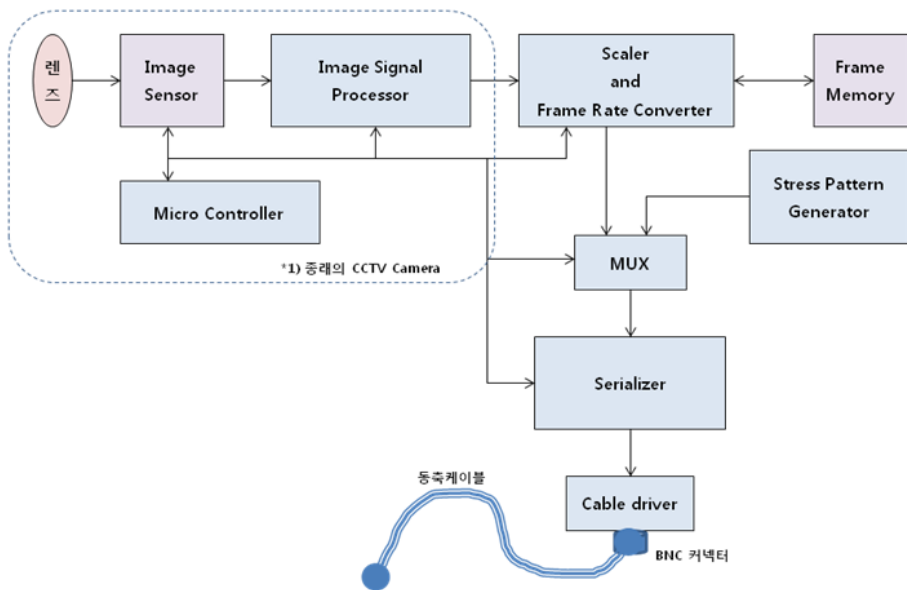 렌
즈
Image
Sensor
Image Signal
Processor
Scaler
and
Frame Rate Converter
Frame
Memory
Micro Controller
Stress Pattern
Generator
*1) 종래의 CCTV Camera
MUX
Serializer
동축케이블
Cable driver
BNC 커넥터